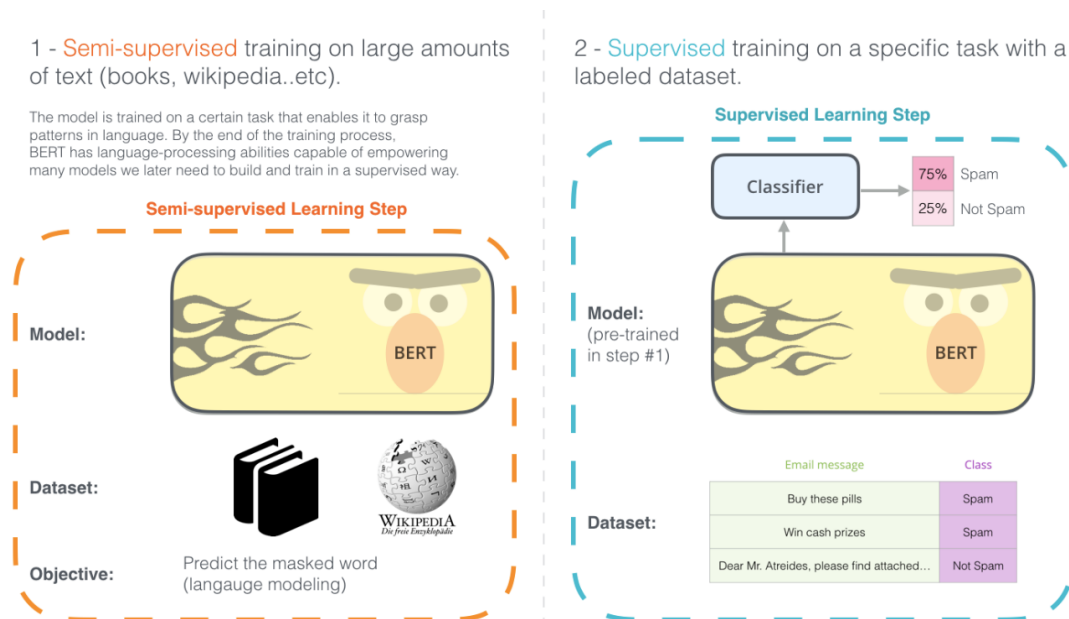 1 - Semi-supervised training on large amounts
of text (books, wikipedia..etc).
The model is trained on a certain task that enables it to grasp
patterns in language. By the end of the training process,
BERT has language-processing abilities capable of empowering
many models we later need to build and train in a supervised way.
Semi-supervised Learning Step
Model:
BERT
Dataset:
WIKIPEDIA
Die freie Enzyklopädie
Objective:
Predict the masked word
(langauge modeling)
2 - Supervised training on a specific task with a
labeled dataset.
Supervised Learning Step
Classifier
75% Spam
25% Not Spam
Model:
(pre-trained
in step #1)
BERT
Dataset:
Email message Class
Buy these pills Spam
Win cash prizes Spam
Dear Mr. Atreides, please find attached... Not Spam